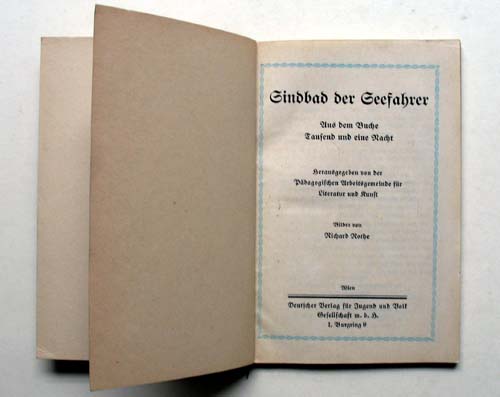 Sindbad der Seefahrer
Aus dem Buche
Tausend und eine Nacht
Herausgegeben von der
Pädagogischen Arbeitsgemeinde für
Literatur und Kunst
Bilder von
Richard Rothe
Wien
Deutscher Verlag für Jugend und Volk
Gesellschaft m. b. H.
1. Burgring 9